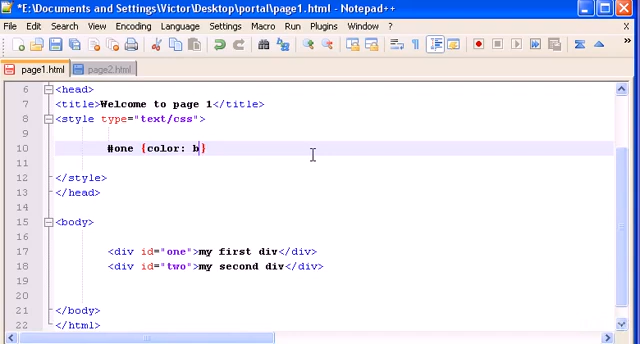 *E:\Documents and Settings\Victor\Desktop\portal\page1.html - Notepad++
File Edit Search View Encoding Language Settings Macro Run Plugins Window ? X
page1.html page2.html
6 <head>
7 <title>Welcome to page 1</title>
8 <style type="text/css">
9
10 #one {color: b}
11
12 </style>
13 </head>
14
15 <body>
16
17 <div id="one">my first div</div>
18 <div id="two">my second div</div>
19
20
21 </body>
22 </html>